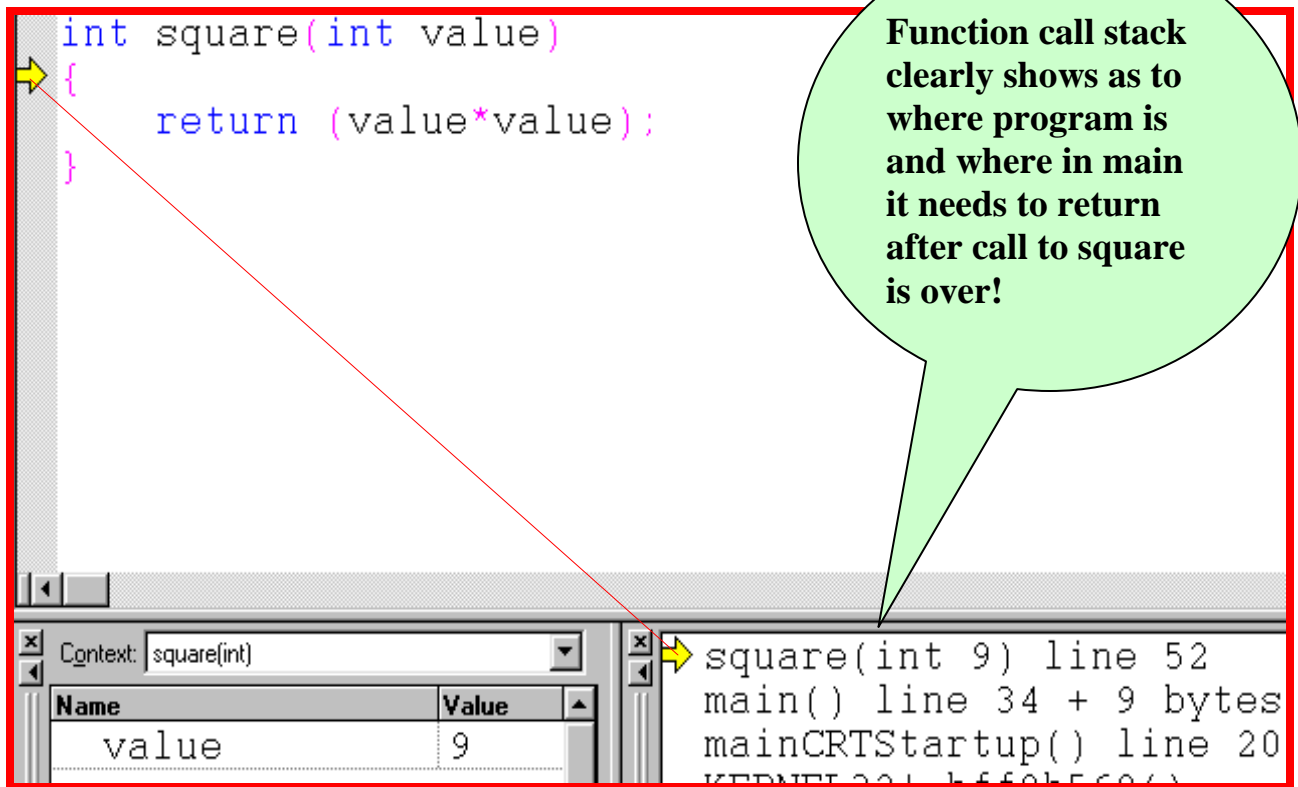 int square(int value)
{
return (value*value);
}
Function call stack
clearly shows as to
where program is
and where in main
it needs to return
after call to square
is over!
Context: square(int)
Name Value
value 9
square(int 9) line 52
main() line 34 + 9 bytes
mainCRTStartup() line 20